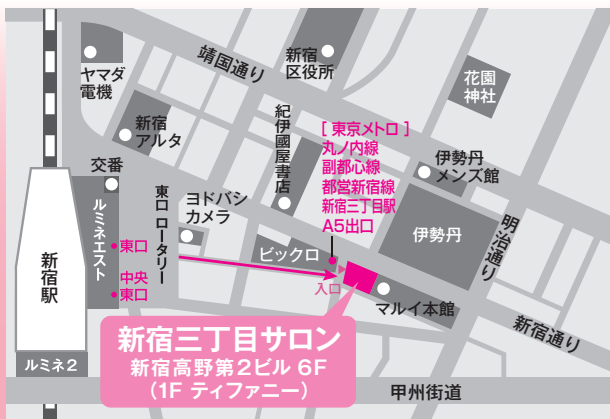 靖国通り
新宿
区役所
ヤマダ
電機
花園
神社
新宿
アルタ
紀伊國屋書店
[ 東京メトロ ]
丸ノ内線
副都心線
都営新宿線
新宿三丁目駅
A5出口
伊勢丹
メンズ館
交番
ルミネエスト
東口 ロータリー
ヨドバシ
カメラ
伊勢丹
明治通り
東口
中央
東口
ビックロ
新宿駅
入口
マルイ本館
新宿通り
新宿三丁目サロン
新宿高野第2ビル 6F
(1F ティファニー)
ルミネ2
甲州街道